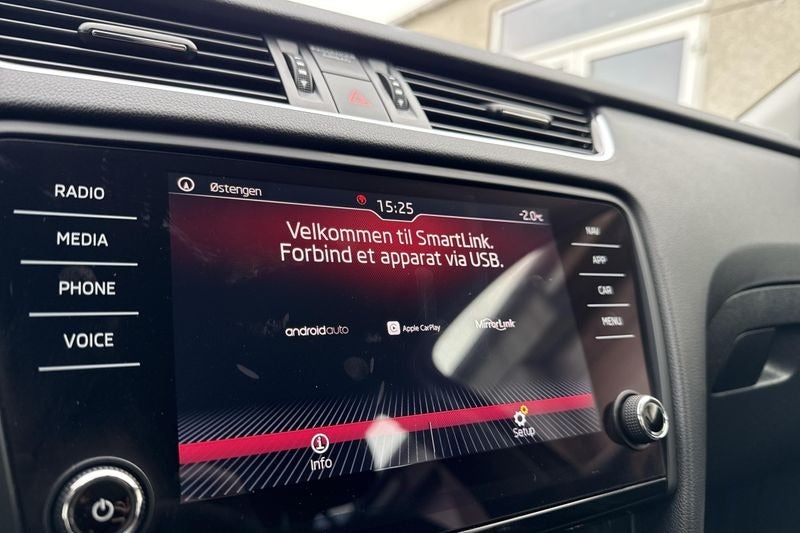 RADIO
MEDIA
PHONE
VOICE
Østengen
15:25
-2.0°C
Velkommen til SmartLink.
Forbind et apparat via USB.
androidauto
Apple CarPlay
MirrorLink
Info
Setup
NAV
APP
CAR
MENU